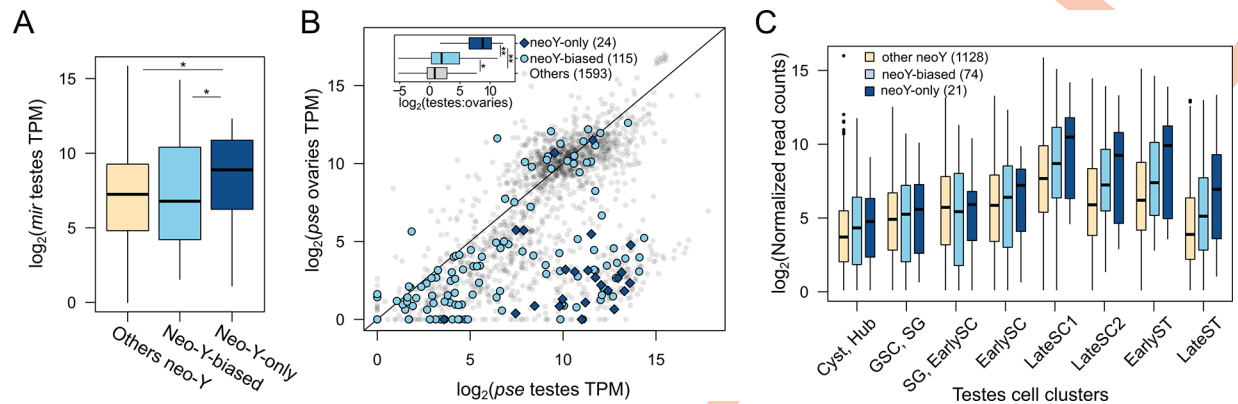 A
log2(mir testes TPM)
15
10
5
0
*
*
Others neo-Y
Neo-Y-biased
Neo-Y-only
B
log2(pse ovaries TPM)
15
10
5
0
neoY-only (24)
neoY-biased (115)
Others (1593)
**
**
*
-5 0 5 10
log2(testes:ovaries)
0 5 10 15
log2(pse testes TPM)
C
log2(Normalized read counts)
15
10
5
0
other neoY (1128)
neoY-biased (74)
neoY-only (21)
Cyst, Hub
GSC, SG
SG, EarlySC
EarlySC
LateSC1
LateSC2
EarlyST
LateST
Testes cell clusters